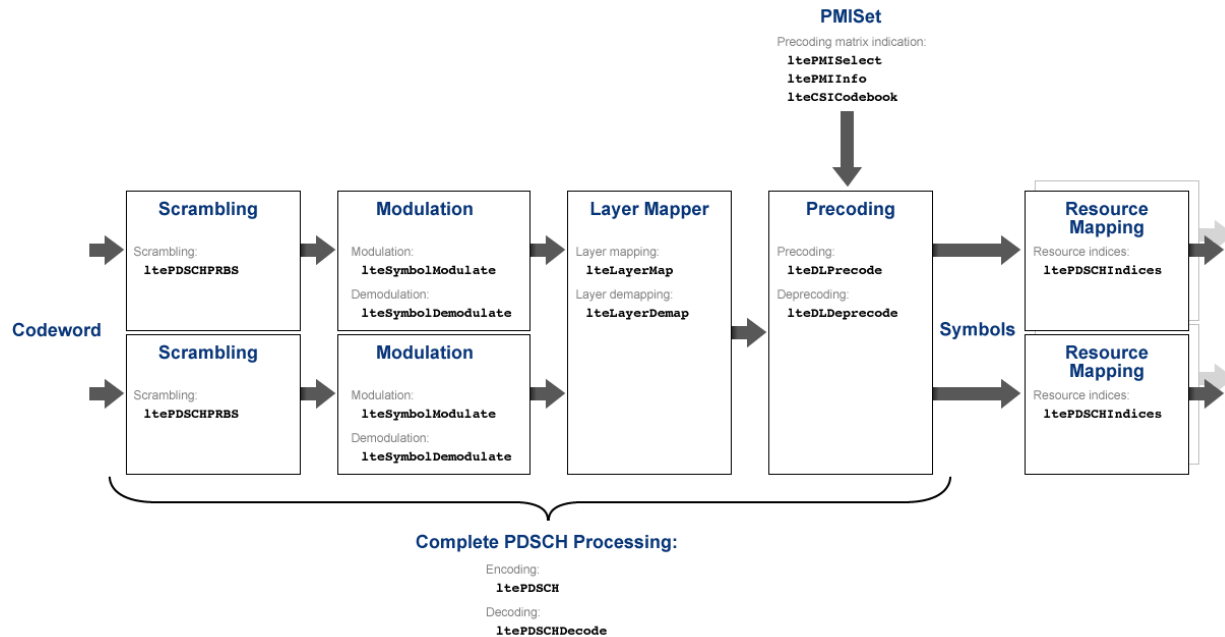 PMISet
Precoding matrix indication:
ltePMISelect
ltePMIInfo
lteCSICodebook
Codeword
Scrambling
Scrambling:
ltePDSCHPRBS
Scrambling
Scrambling:
ltePDSCHPRBS
Modulation
Modulation:
lteSymbolModulate
Demodulation:
lteSymbolDemodulate
Modulation
Modulation:
lteSymbolModulate
Demodulation:
lteSymbolDemodulate
Layer Mapper
Layer mapping:
lteLayerMap
Layer demapping:
lteLayerDemap
Precoding
Precoding:
lteDLPrecode
Deprecoding:
lteDLDeprecode
Symbols
Resource
Mapping
Resource indices:
ltePDSCHIndices
Resource
Mapping
Resource indices:
ltePDSCHIndices
Complete PDSCH Processing:
Encoding:
ltePDSCH
Decoding:
ltePDSCHDecode